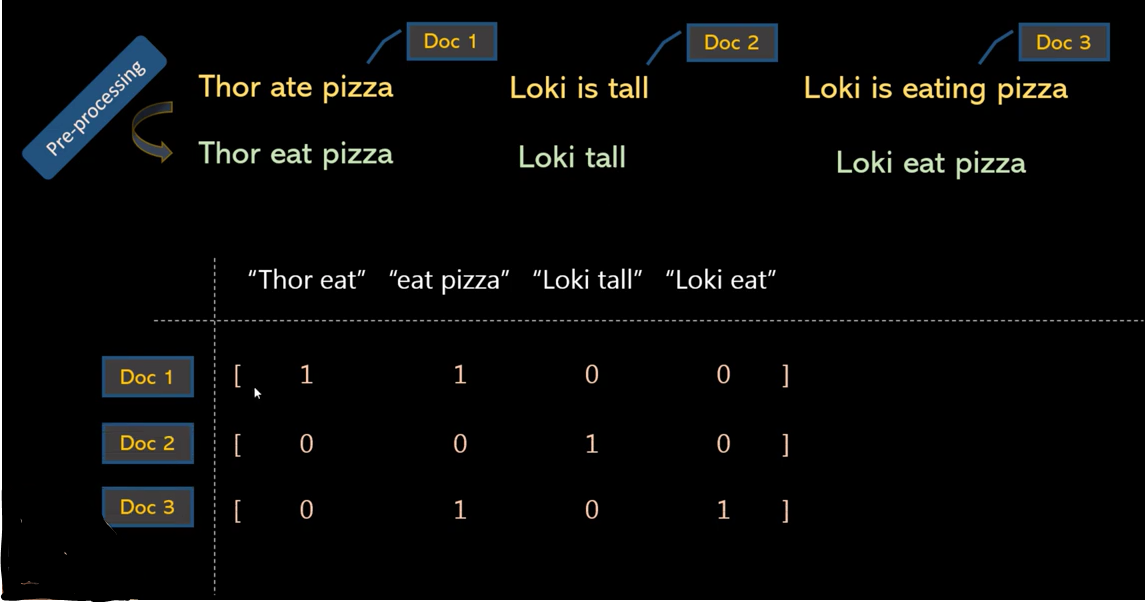 Doc 1 Doc 2 Doc 3
Pre-processing
Thor ate pizza Loki is tall Loki is eating pizza
Thor eat pizza Loki tall Loki eat pizza
“Thor eat” “eat pizza” “Loki tall” “Loki eat”
Doc 1 [ 1 1 0 0 ]
Doc 2 [ 0 0 1 0 ]
Doc 3 [ 0 1 0 1 ]